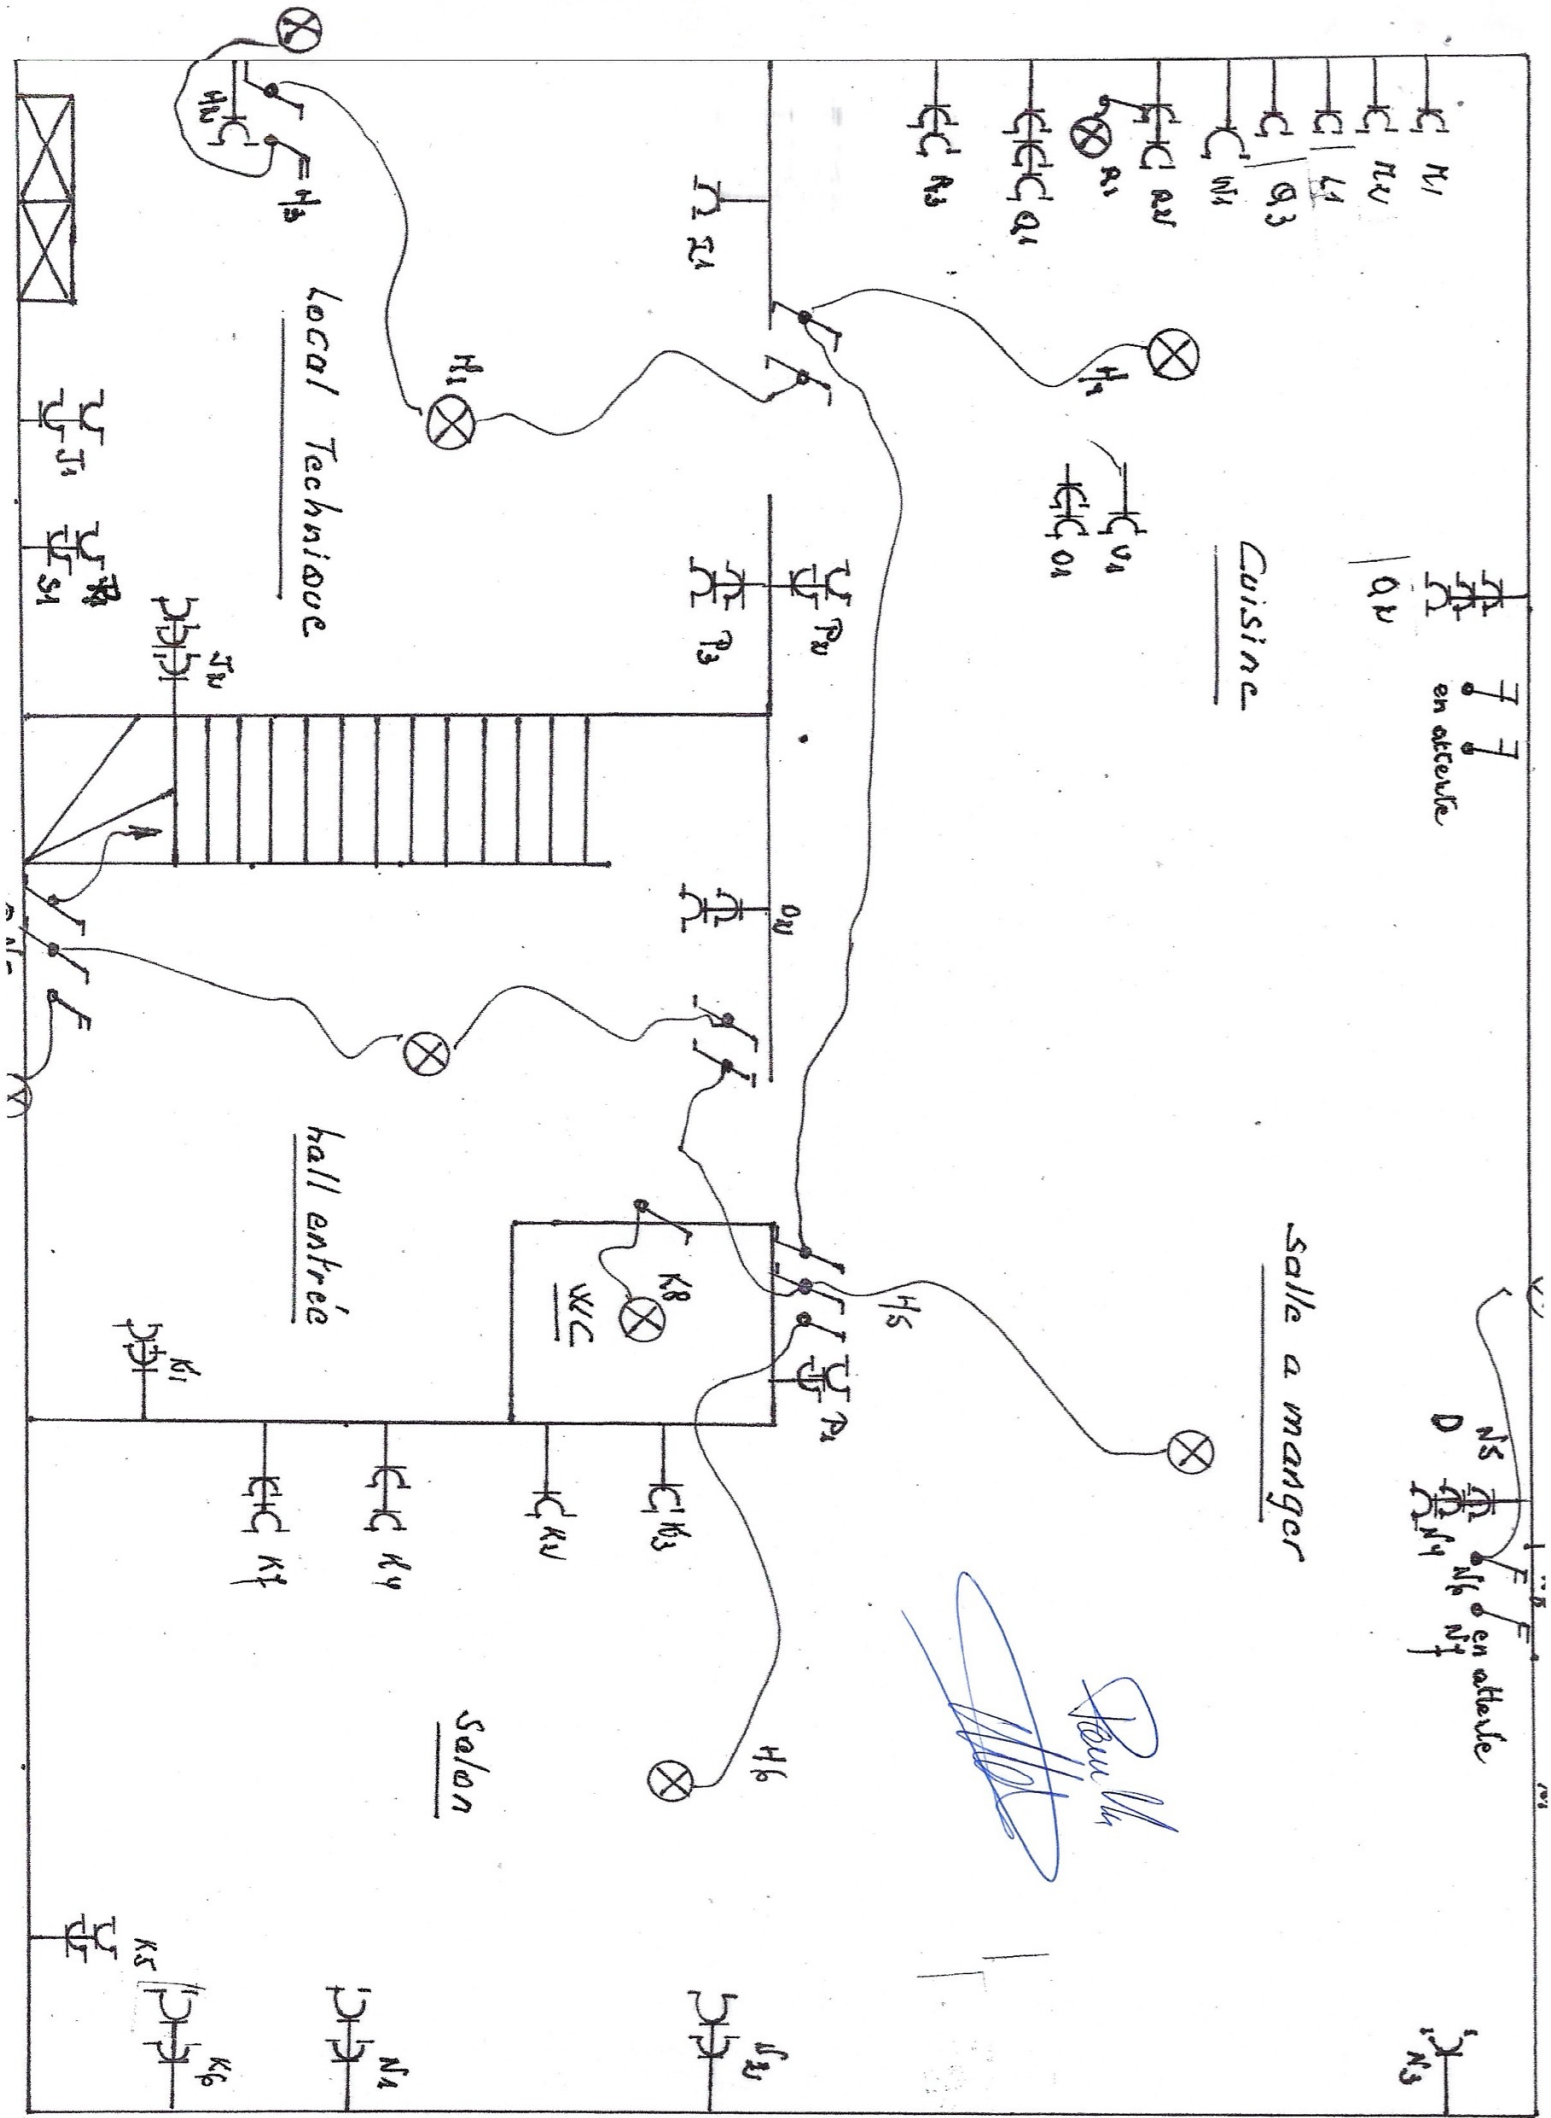 M1
M2
L1
Q3
W1
R2
R1
Q1
R3
I1
H2
H3
H1
Local Technique
J1
S1
J2
V1
O1
Cuisine
Q2
en attente
P2
P3
O2
hall entrée
WC
K8
K1
H5
P1
Salle a manger
D
N5
N4
N6
N7
en attente
K7
K4
K2
K3
H6
Salon
K5
K6
N1
N2
N3